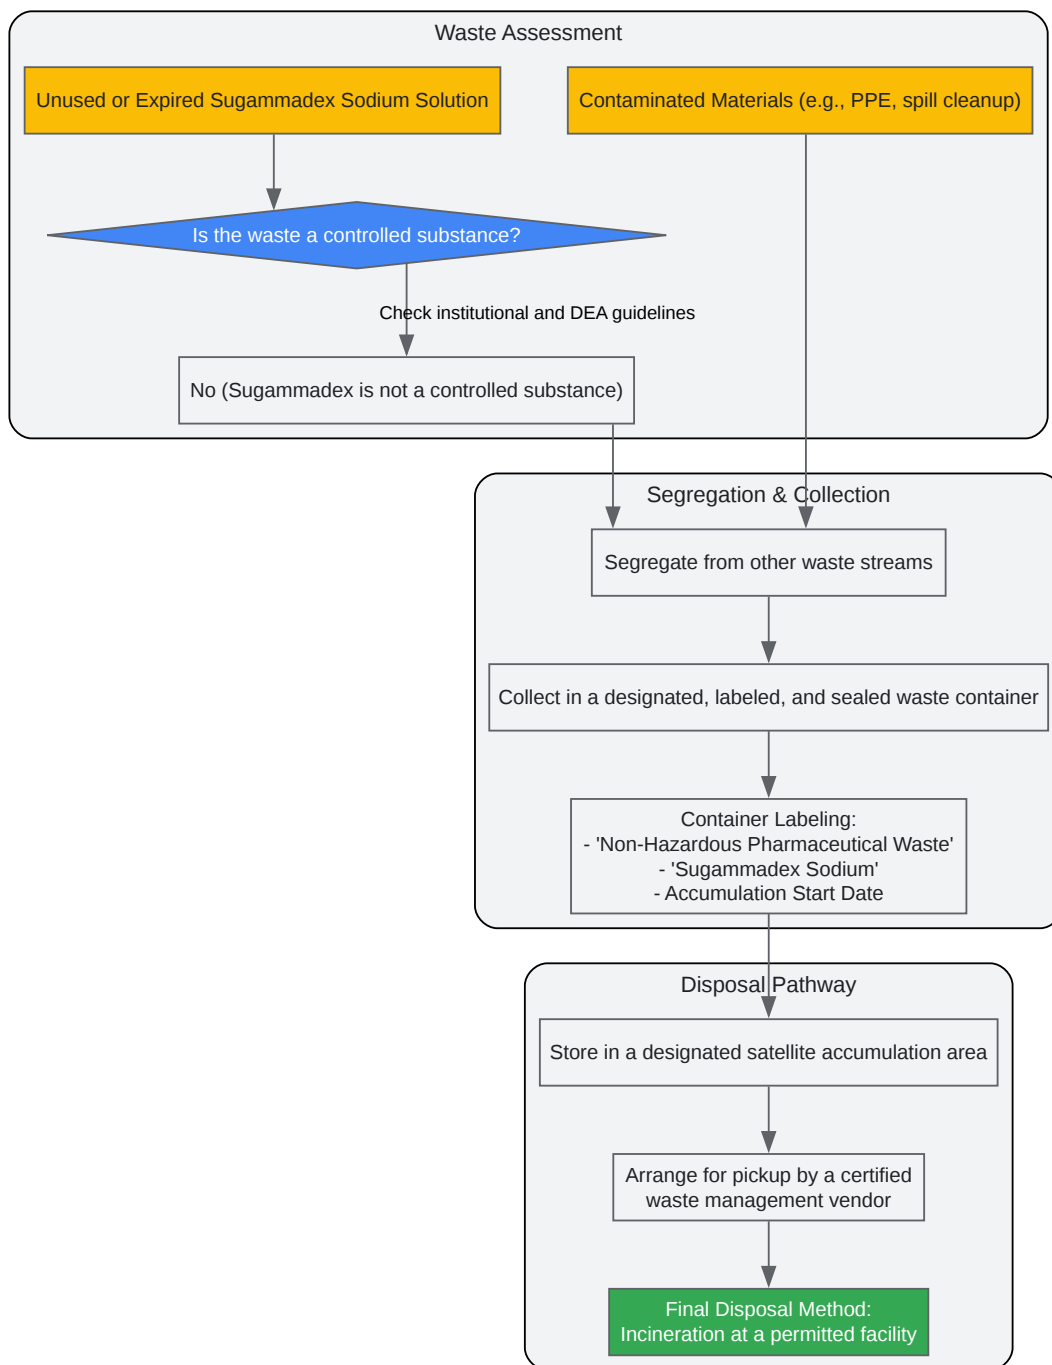 Waste Assessment
Unused or Expired Sugammadex Sodium Solution
Contaminated Materials (e.g., PPE, spill cleanup)
Is the waste a controlled substance?
Check institutional and DEA guidelines
No (Sugammadex is not a controlled substance)
Segregation & Collection
Segregate from other waste streams
Collect in a designated, labeled, and sealed waste container
Container Labeling:
- 'Non-Hazardous Pharmaceutical Waste'
- 'Sugammadex Sodium'
- Accumulation Start Date
Disposal Pathway
Store in a designated satellite accumulation area
Arrange for pickup by a certified
waste management vendor
Final Disposal Method:
Incineration at a permitted facility